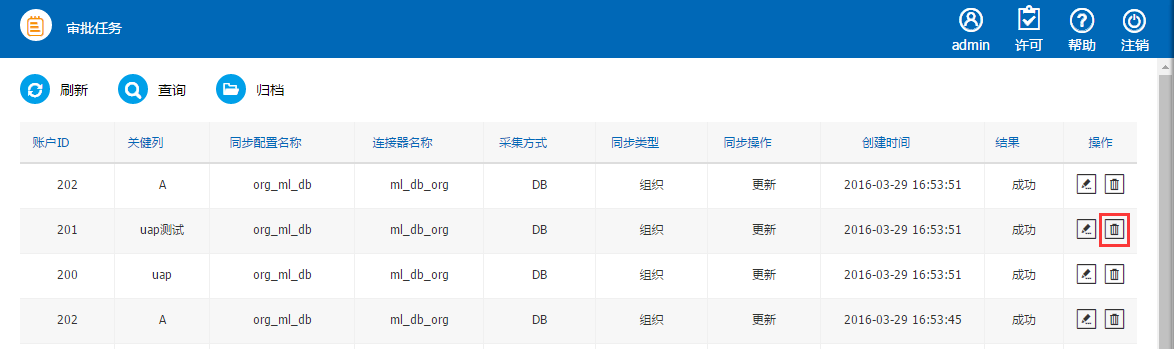 审批任务
admin 许可 帮助 注销
刷新 查询 归档
账户ID 关健列 同步配置名称 连接器名称 采集方式 同步类型 同步操作 创建时间 结果 操作
202 A org_ml_db ml_db_org DB 组织 更新 2016-03-29 16:53:51 成功
201 uap测试 org_ml_db ml_db_org DB 组织 更新 2016-03-29 16:53:51 成功
200 uap org_ml_db ml_db_org DB 组织 更新 2016-03-29 16:53:51 成功
202 A org_ml_db ml_db_org DB 组织 更新 2016-03-29 16:53:45 成功